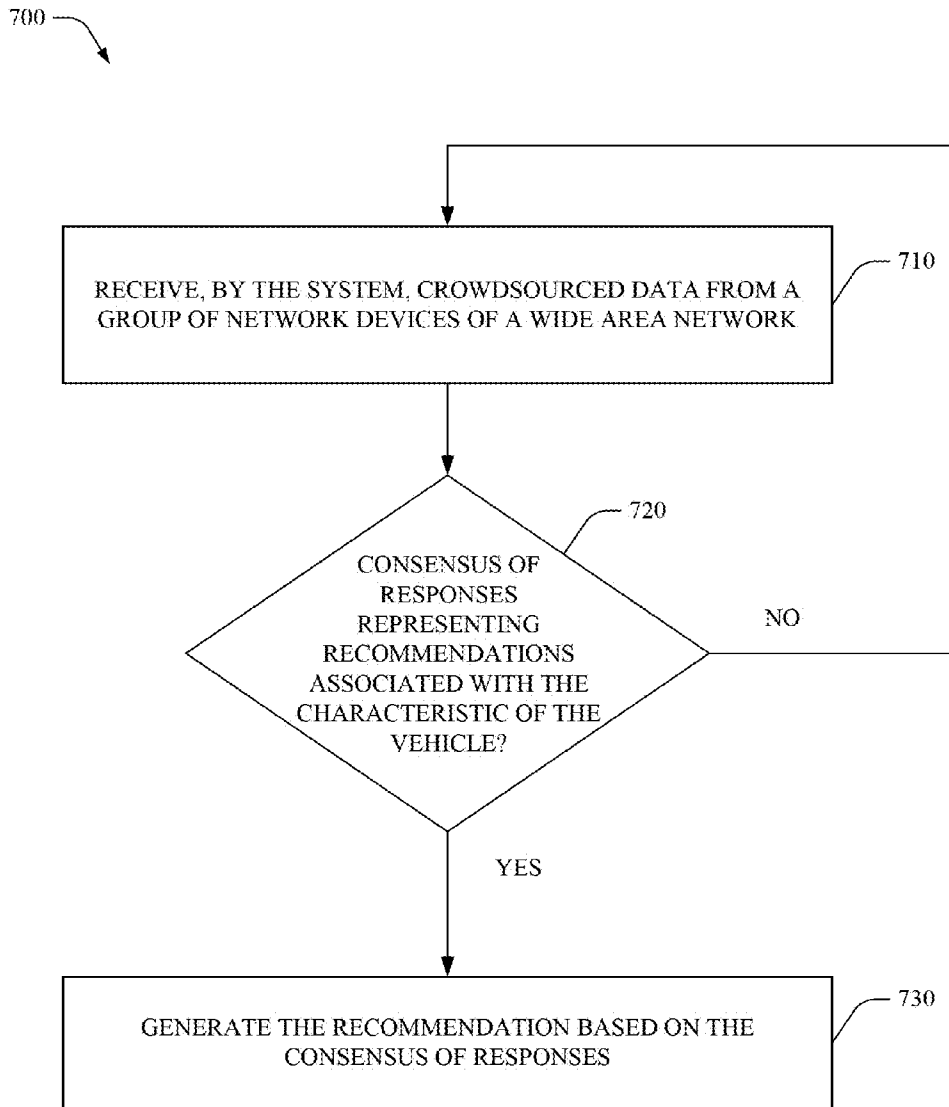 700
RECEIVE, BY THE SYSTEM, CROWDSOURCED DATA FROM A
GROUP OF NETWORK DEVICES OF A WIDE AREA NETWORK
710
720
CONSENSUS OF
RESPONSES
REPRESENTING
RECOMMENDATIONS
ASSOCIATED WITH THE
CHARACTERISTIC OF THE
VEHICLE?
NO
YES
GENERATE THE RECOMMENDATION BASED ON THE
CONSENSUS OF RESPONSES
730